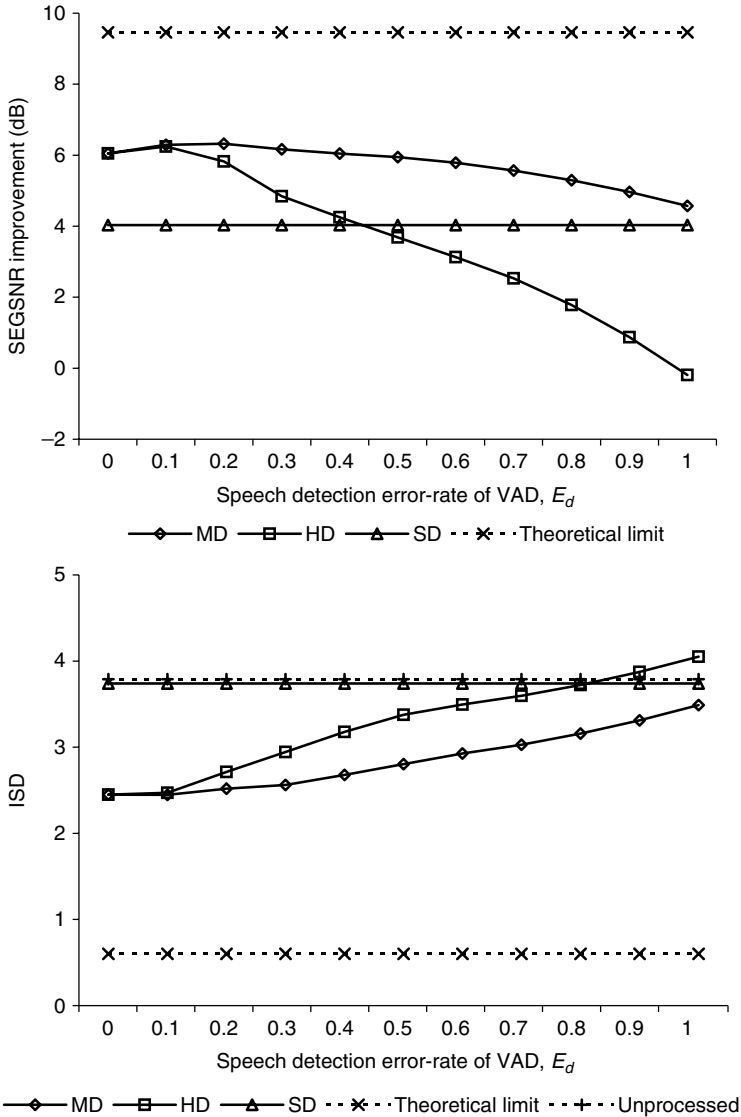 10
8
6
4
2
0
–2
SEGSNR improvement (dB)
0 0.1 0.2 0.3 0.4 0.5 0.6 0.7 0.8 0.9 1
Speech detection error-rate of VAD, E_d
MD HD SD Theoretical limit
5
4
3
2
1
0
ISD
0 0.1 0.2 0.3 0.4 0.5 0.6 0.7 0.8 0.9 1
Speech detection error-rate of VAD, E_d
MD HD SD Theoretical limit Unprocessed